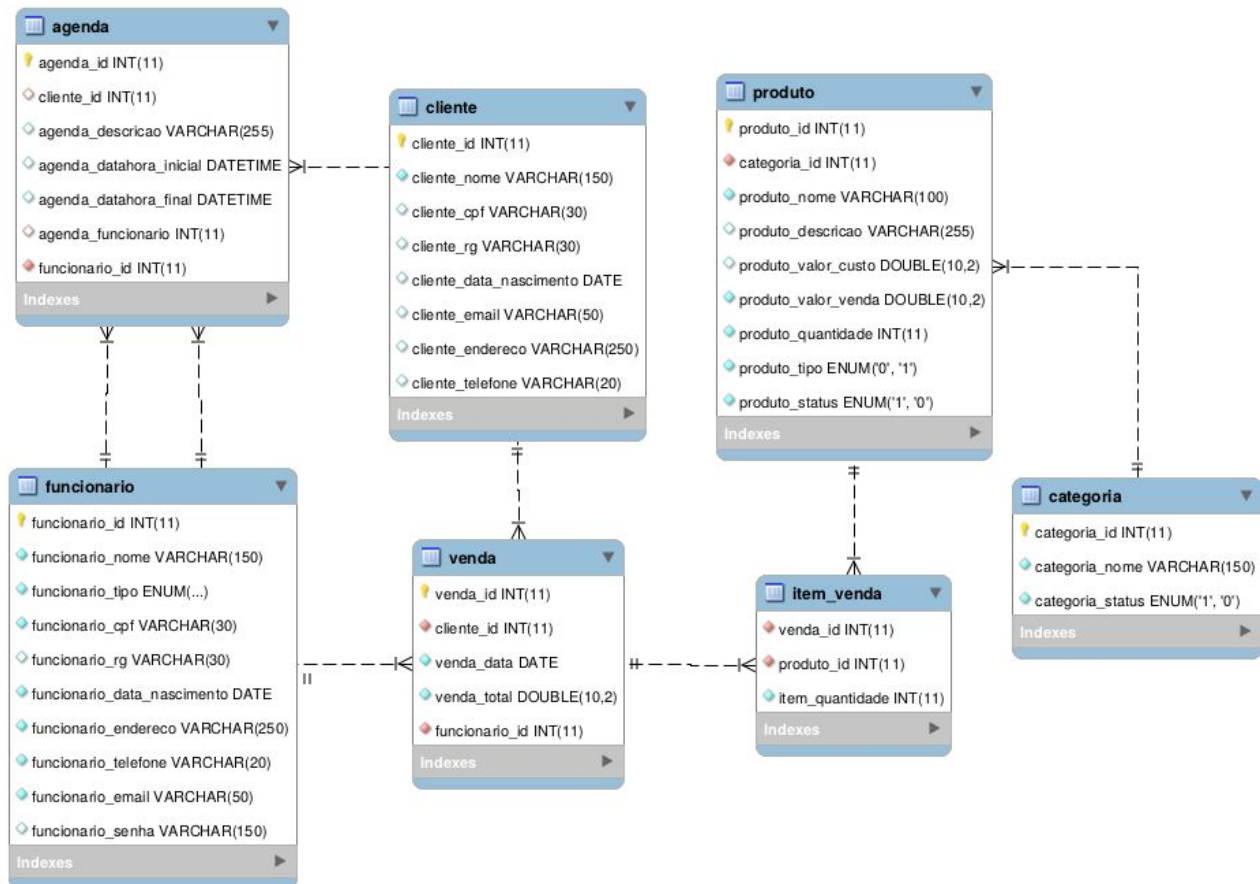 agenda
agenda_id INT(11)
cliente_id INT(11)
agenda_descricao VARCHAR(255)
agenda_datahora_inicial DATETIME
agenda_datahora_final DATETIME
agenda_funcionario INT(11)
funcionario_id INT(11)
Indexes
cliente
cliente_id INT(11)
cliente_nome VARCHAR(150)
cliente_cpf VARCHAR(30)
cliente_rg VARCHAR(30)
cliente_data_nascimento DATE
cliente_email VARCHAR(50)
cliente_endereco VARCHAR(250)
cliente_telefone VARCHAR(20)
Indexes
produto
produto_id INT(11)
categoria_id INT(11)
produto_nome VARCHAR(100)
produto_descricao VARCHAR(255)
produto_valor_custo DOUBLE(10,2)
produto_valor_venda DOUBLE(10,2)
produto_quantidade INT(11)
produto_tipo ENUM('0', '1')
produto_status ENUM('1', '0')
Indexes
funcionario
funcionario_id INT(11)
funcionario_nome VARCHAR(150)
funcionario_tipo ENUM(...)
funcionario_cpf VARCHAR(30)
funcionario_rg VARCHAR(30)
funcionario_data_nascimento DATE
funcionario_endereco VARCHAR(250)
funcionario_telefone VARCHAR(20)
funcionario_email VARCHAR(50)
funcionario_senha VARCHAR(150)
Indexes
venda
venda_id INT(11)
cliente_id INT(11)
venda_data DATE
venda_total DOUBLE(10,2)
funcionario_id INT(11)
Indexes
item_venda
venda_id INT(11)
produto_id INT(11)
item_quantidade INT(11)
Indexes
categoria
categoria_id INT(11)
categoria_nome VARCHAR(150)
categoria_status ENUM('1', '0')
Indexes